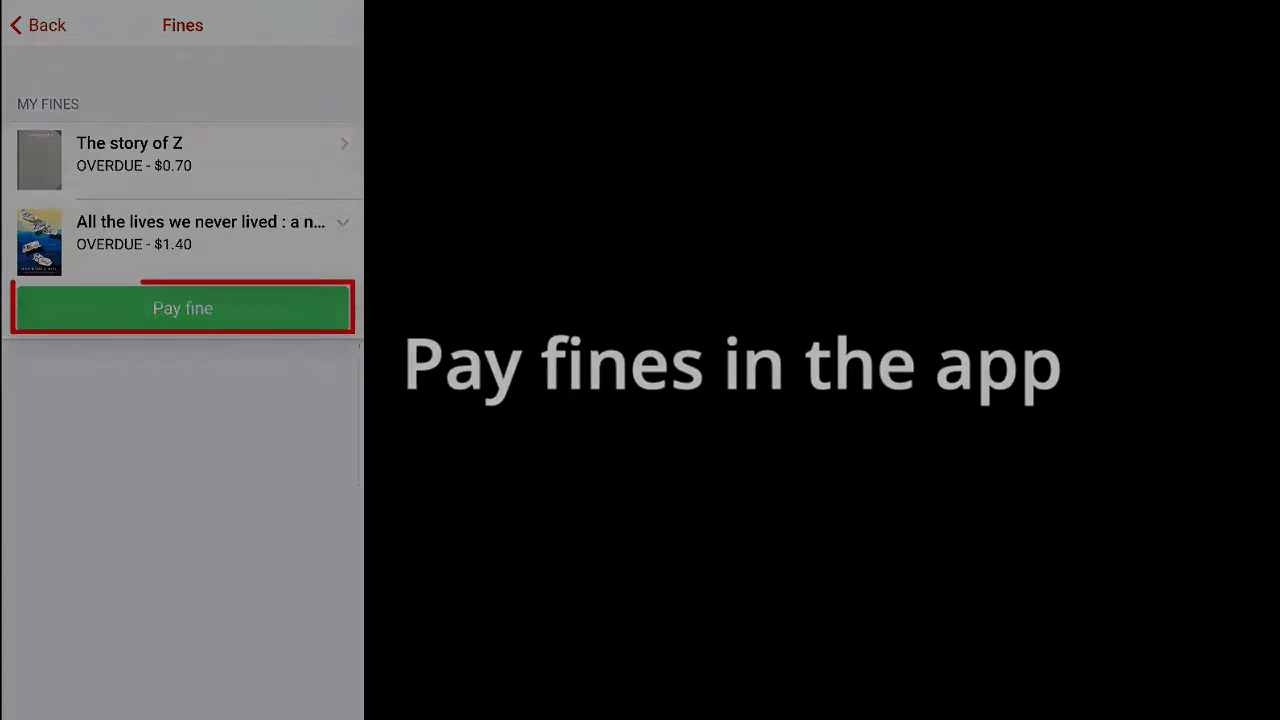 Back
Fines
MY FINES
The story of Z
OVERDUE - $0.70
All the lives we never lived : a n...
OVERDUE - $1.40
Pay fine
Pay fines in the app